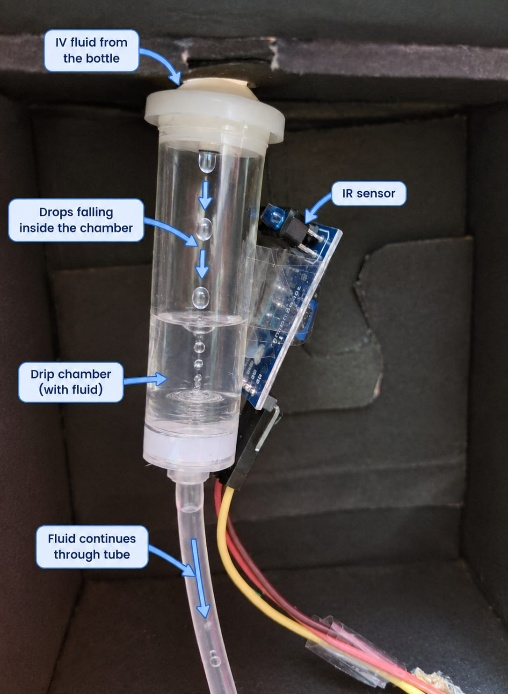 IV fluid from
the bottle
IR sensor
Drops falling
inside the chamber
Drip chamber
(with fluid)
Fluid continues
through tube